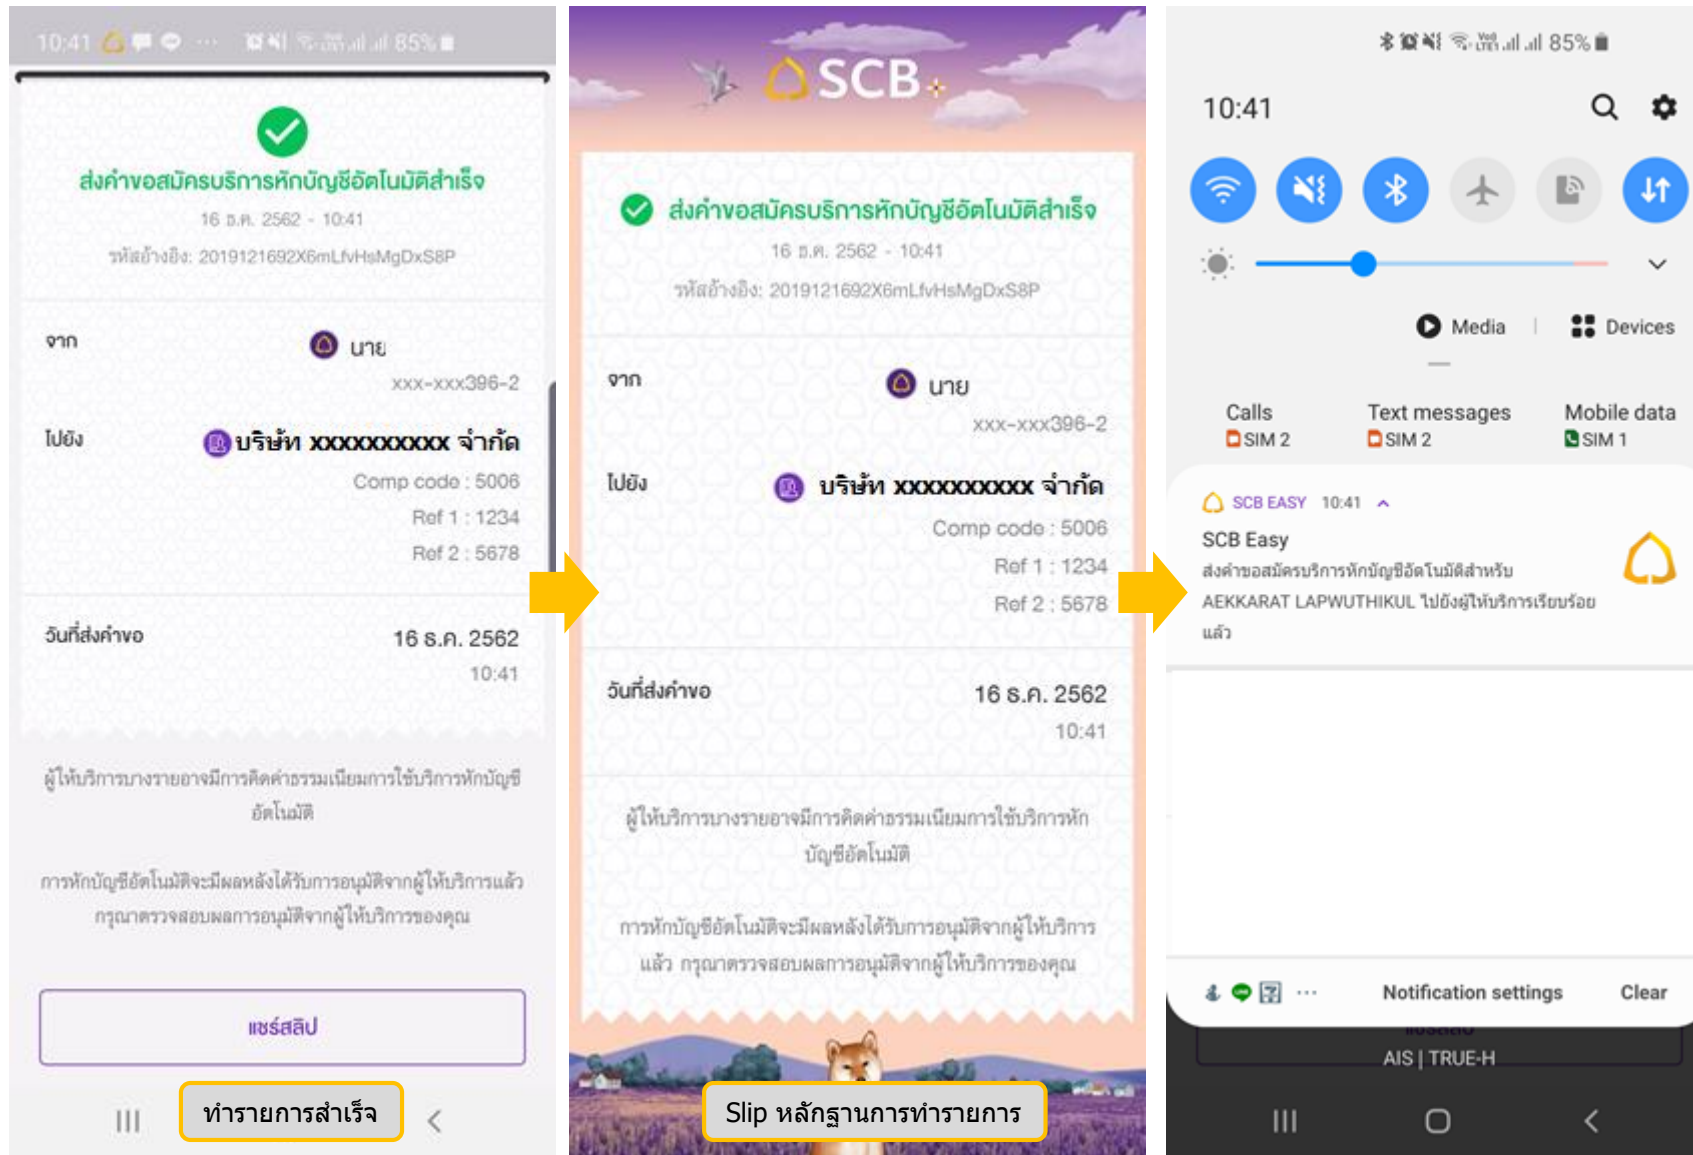 10:41 ... 85%
ส่งคำขอสมัครบริการหักบัญชีอัตโนมัติสำเร็จ
16 ธ.ค. 2562 - 10:41
รหัสอ้างอิง: 2019121692X6mLfvHsMgDxS8P
จาก
นาย
xxx-xxx396-2
ไปยัง
บริษัท xxxxxxxxxx จำกัด
Comp code : 5006
Ref 1 : 1234
Ref 2 : 5678
วันที่ส่งคำขอ
16 ธ.ค. 2562
10:41
ผู้ให้บริการบางรายอาจมีการคิดค่าธรรมเนียมการใช้บริการหักบัญชี
อัตโนมัติ
การหักบัญชีอัตโนมัติจะมีผลหลังได้รับการอนุมัติจากผู้ให้บริการแล้ว
กรุณาตรวจสอบผลการอนุมัติจากผู้ให้บริการของคุณ
แชร์สลิป
ทำรายการสำเร็จ
SCB
ส่งคำขอสมัครบริการหักบัญชีอัตโนมัติสำเร็จ
16 ธ.ค. 2562 - 10:41
รหัสอ้างอิง: 2019121692X6mLfvHsMgDxS8P
จาก
นาย
xxx-xxx396-2
ไปยัง
บริษัท xxxxxxxxxx จำกัด
Comp code : 5006
Ref 1 : 1234
Ref 2 : 5678
วันที่ส่งคำขอ
16 ธ.ค. 2562
10:41
ผู้ให้บริการบางรายอาจมีการคิดค่าธรรมเนียมการใช้บริการหัก
บัญชีอัตโนมัติ
การหักบัญชีอัตโนมัติจะมีผลหลังได้รับการอนุมัติจากผู้ให้บริการ
แล้ว กรุณาตรวจสอบผลการอนุมัติจากผู้ให้บริการของคุณ
Slip หลักฐานการทำรายการ
85%
10:41
Media
Devices
Calls
SIM 2
Text messages
SIM 2
Mobile data
SIM 1
SCB EASY 10:41
SCB Easy
ส่งคำขอสมัครบริการหักบัญชีอัตโนมัติสำหรับ
AEKKARAT LAPWUTHIKUL ไปยังผู้ให้บริการเรียบร้อย
แล้ว
... Notification settings Clear
AIS | TRUE-H